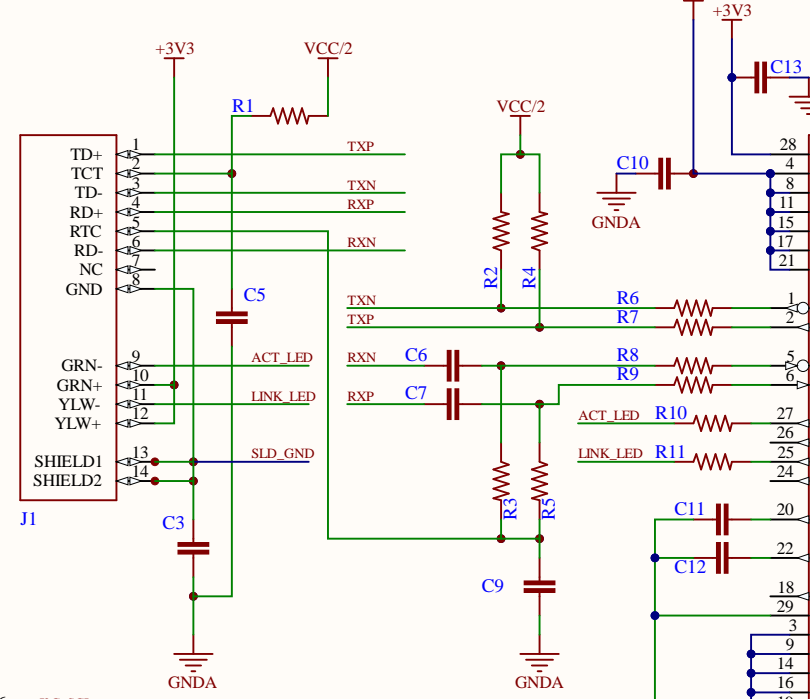 +3V3
+3V3
VCC/2
C13
R1
VCC/2
28
TD+ 1 TXP
C10
4
TCT 2
8
TD- 3 TXN
11
RD+ 4 RXP
GNDA
15
RTC 5
17
RD- 6 RXN
21
NC 7
R2 R4
GND 8
C5
TXN R6 1
TXP R7 2
GRN- 9 ACT_LED RXN C6 R8 5
GRN+ 10 R9 6
YLW- 11 LINK_LED RXP C7
YLW+ 12 ACT_LED R10 27
26
SHIELD1 13 SLD_GND LINK_LED R11 25
SHIELD2 14 24
R3 R5
J1
C3
C11 20
C12 22
C9
18
29
3
9
GNDA
GNDA
14
16